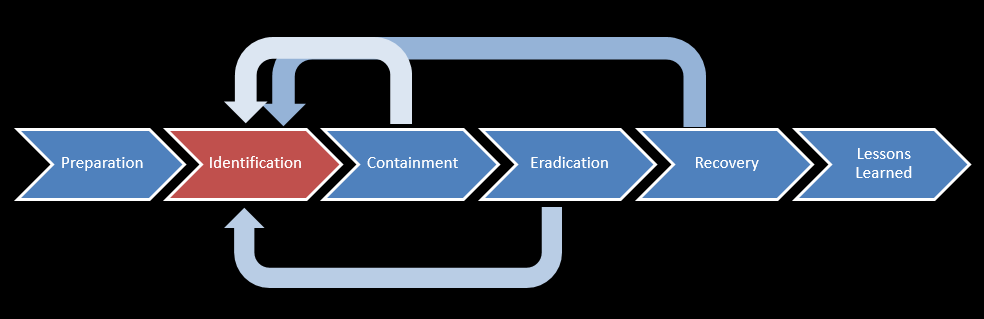 Preparation
Identification
Containment
Eradication
Recovery
Lessons
Learned